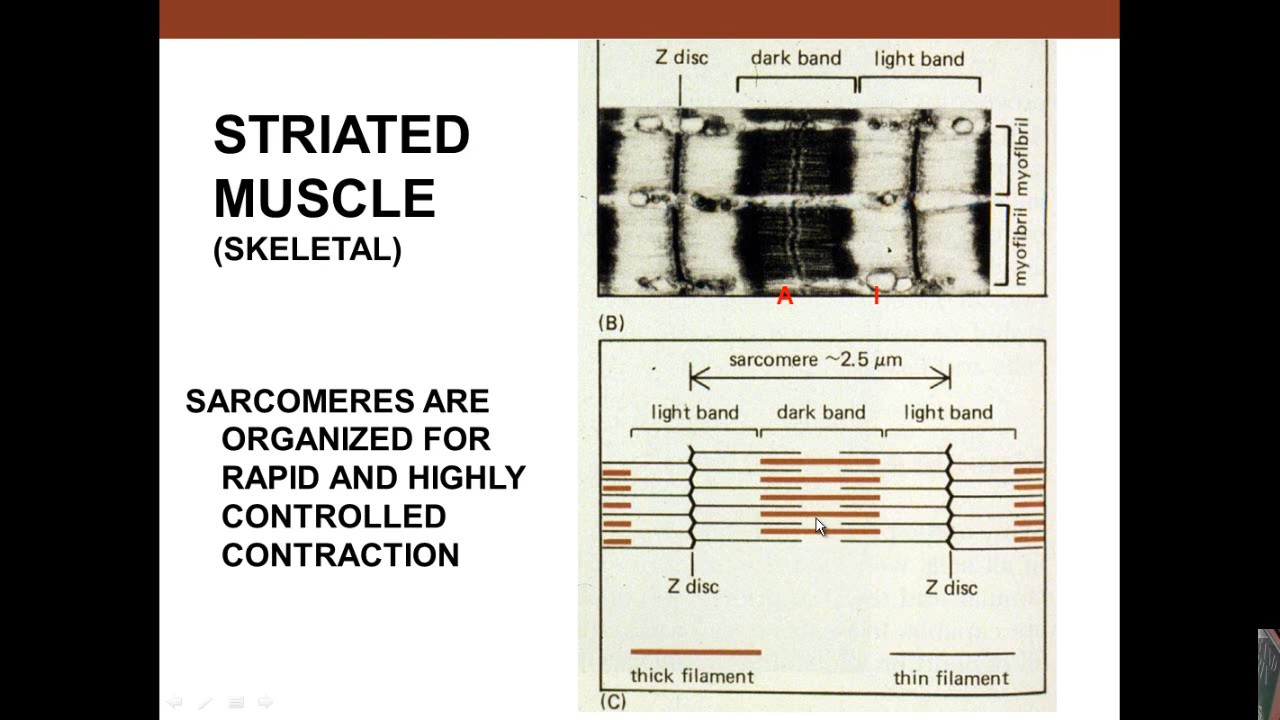 STRIATED
MUSCLE
(SKELETAL)
SARCOMERES ARE
ORGANIZED FOR
RAPID AND HIGHLY
CONTROLLED
CONTRACTION
Z disc dark band light band
myofibril
myofibril
A I
(B)
sarcomere ~2.5 μm
light band dark band light band
Z disc Z disc
thick filament thin filament
(C)